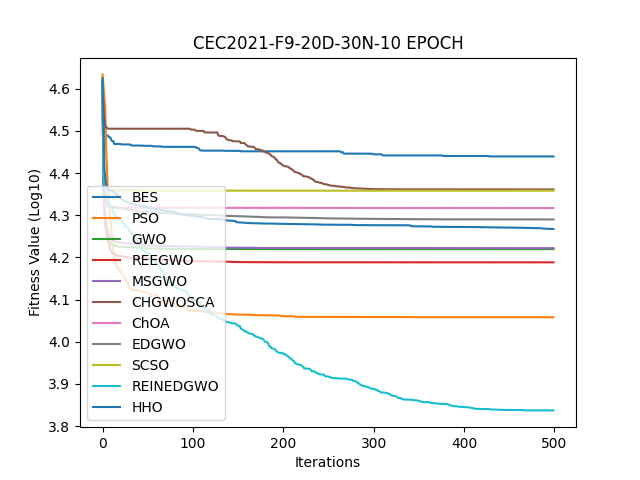 CEC2021-F9-20D-30N-10 EPOCH
Fitness Value (Log10)
4.6
4.5
4.4
4.3
4.2
4.1
4.0
3.9
3.8
BES
PSO
GWO
REEGWO
MSGWO
CHGWOSCA
ChOA
EDGWO
SCSO
REINEDGWO
HHO
0 100 200 300 400 500
Iterations